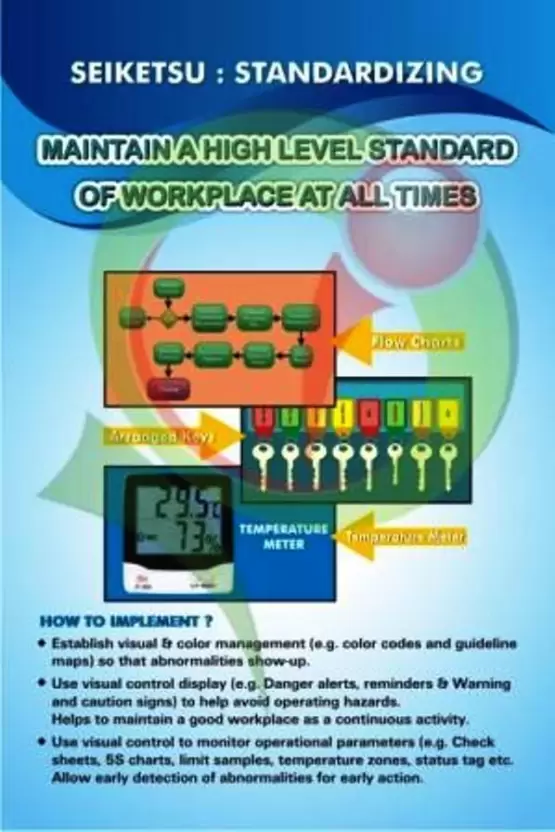 SEIKETSU : STANDARDIZING
MAINTAIN A HIGH LEVEL STANDARD
OF WORKPLACE AT ALL TIMES
Flow Charts
Arranged Keys
29.5c
73%
TEMPERATURE
METER
Temperature Meter
HOW TO IMPLEMENT ?
• Establish visual & color management (e.g. color codes and guideline
maps) so that abnormalities show-up.
• Use visual control display (e.g. Danger alerts, reminders & Warning
and caution signs) to help avoid operating hazards.
Helps to maintain a good workplace as a continuous activity.
• Use visual control to monitor operational parameters (e.g. Check
sheets, 5S charts, limit samples, temperature zones, status tag etc.
Allow early detection of abnormalities for early action.